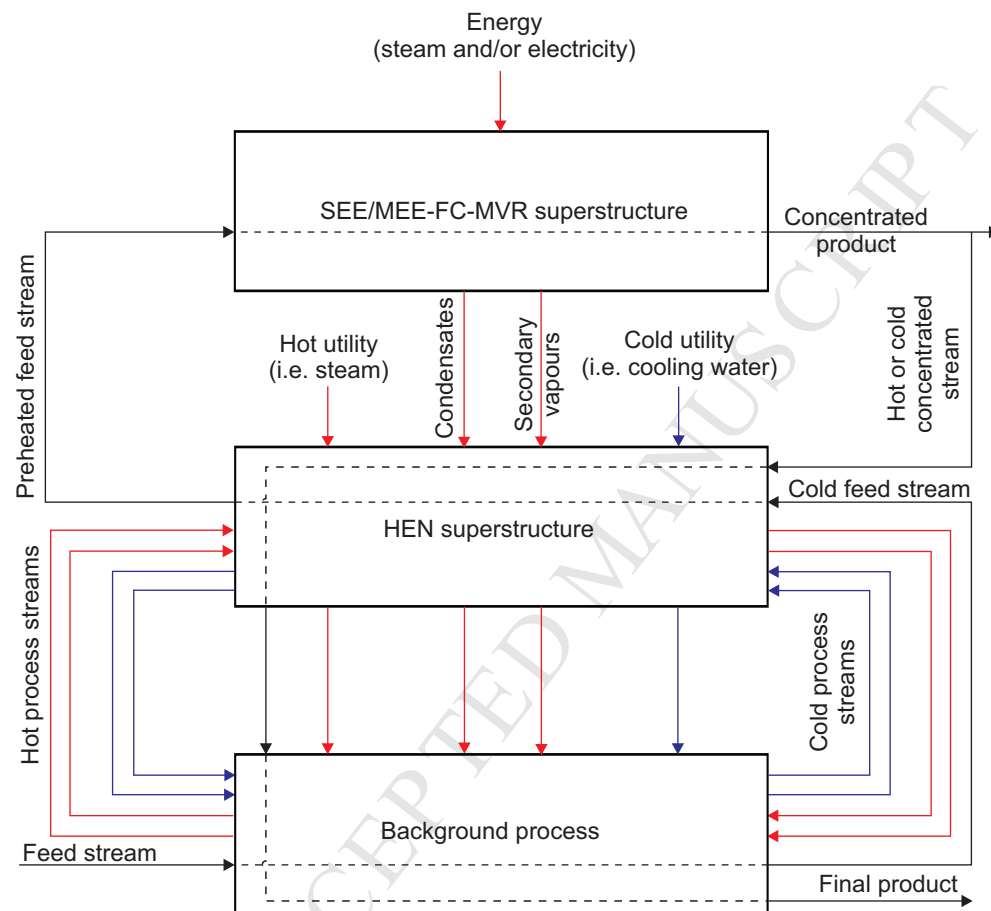 Energy
(steam and/or electricity)
SEE/MEE-FC-MVR superstructure
Concentrated
product
Preheated feed stream
Hot utility
(i.e. steam)
Condensates
Secondary
vapours
Cold utility
(i.e. cooling water)
Hot or cold
concentrated
stream
Cold feed stream
HEN superstructure
Hot process streams
Cold process
streams
Background process
Feed stream
Final product
CEPTED MANUSCRIPT